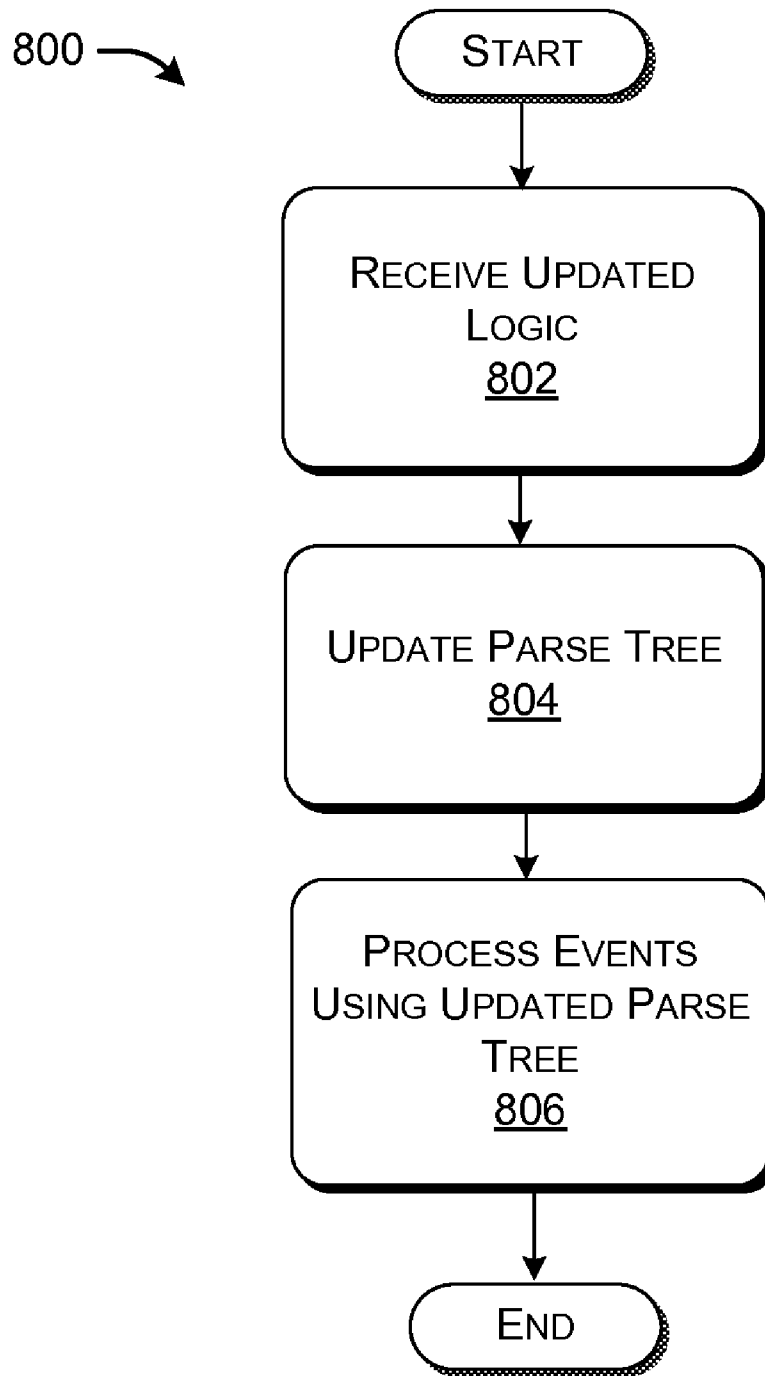 800
START
RECEIVE UPDATED
LOGIC
802
UPDATE PARSE TREE
804
PROCESS EVENTS
USING UPDATED PARSE
TREE
806
END